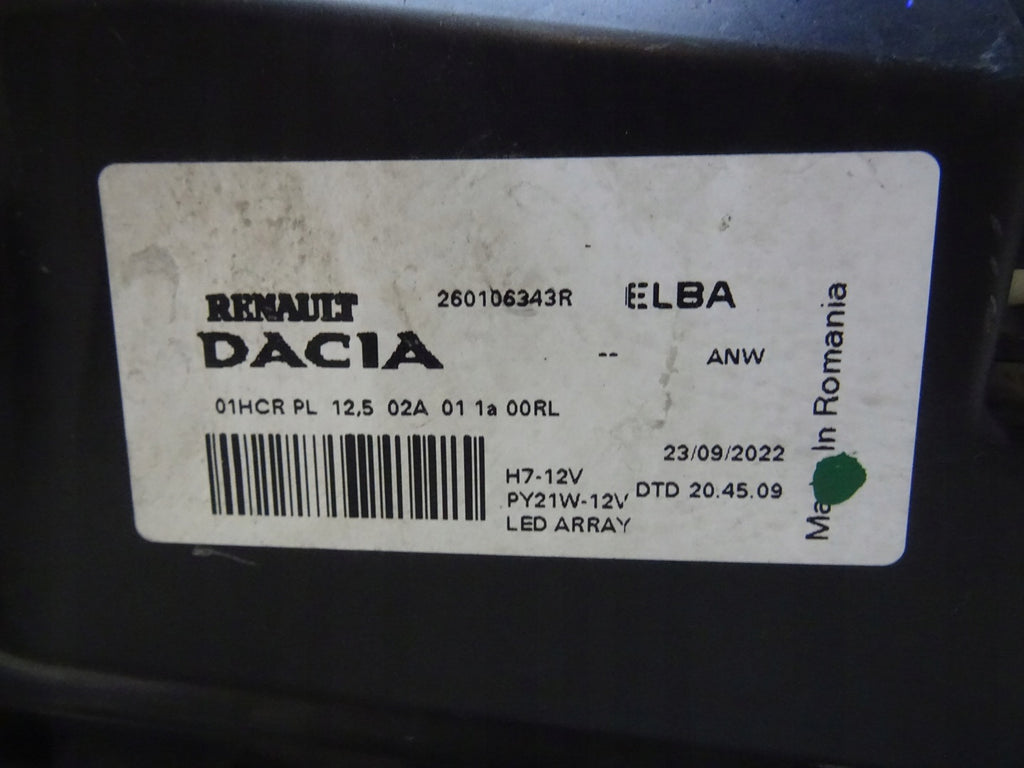 RENAULT
260106343R
ELBA
DACIA
--
ANW
01HCR PL 12,5 02A 01 1a 00RL
23/09/2022
H7-12V
DTD 20.45.09
PY21W-12V
LED ARRAY
Ma In Romania